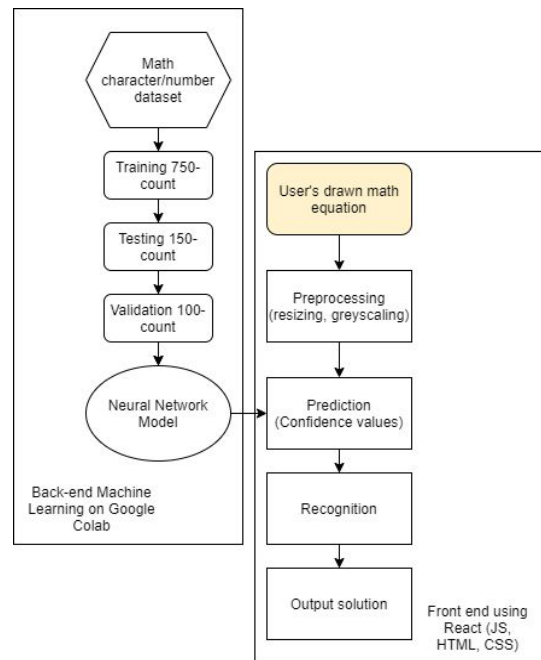 Math
character/number
dataset
Training 750-
count
Testing 150-
count
Validation 100-
count
Neural Network
Model
Back-end Machine
Learning on Google
Colab
User's drawn math
equation
Preprocessing
(resizing, greyscaling)
Prediction
(Confidence values)
Recognition
Output solution
Front end using
React (JS,
HTML, CSS)